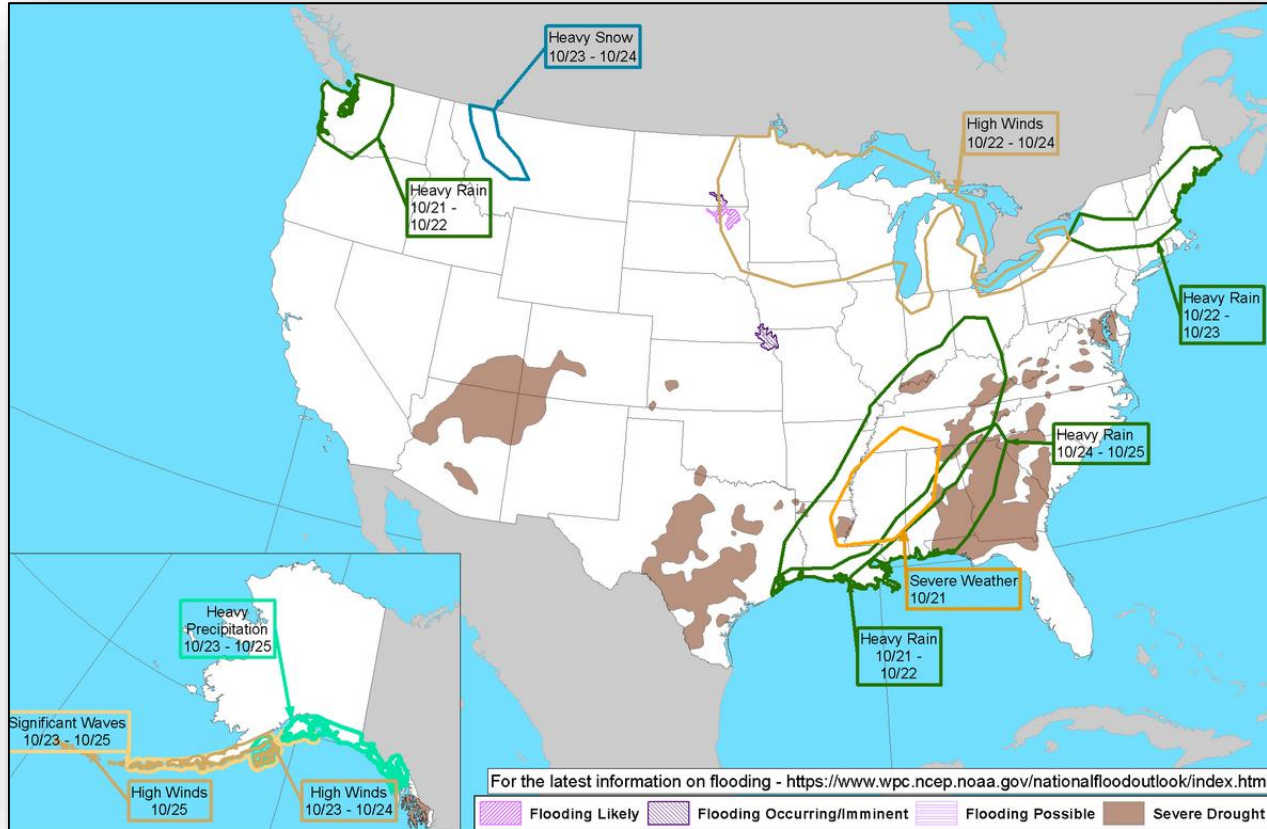 Heavy Snow
10/23 - 10/24
High Winds
10/22 - 10/24
Heavy Rain
10/21 -
10/22
Heavy Rain
10/22 -
10/23
Heavy Rain
10/24 - 10/25
Severe Weather
10/21
Heavy Rain
10/21 -
10/22
Heavy
Precipitation
10/23 - 10/25
Significant Waves
10/23 - 10/25
High Winds
10/25
High Winds
10/23 - 10/24
For the latest information on flooding - https://www.wpc.ncep.noaa.gov/nationalfloodoutlook/index.htm
Flooding Likely
Flooding Occurring/Imminent
Flooding Possible
Severe Drought